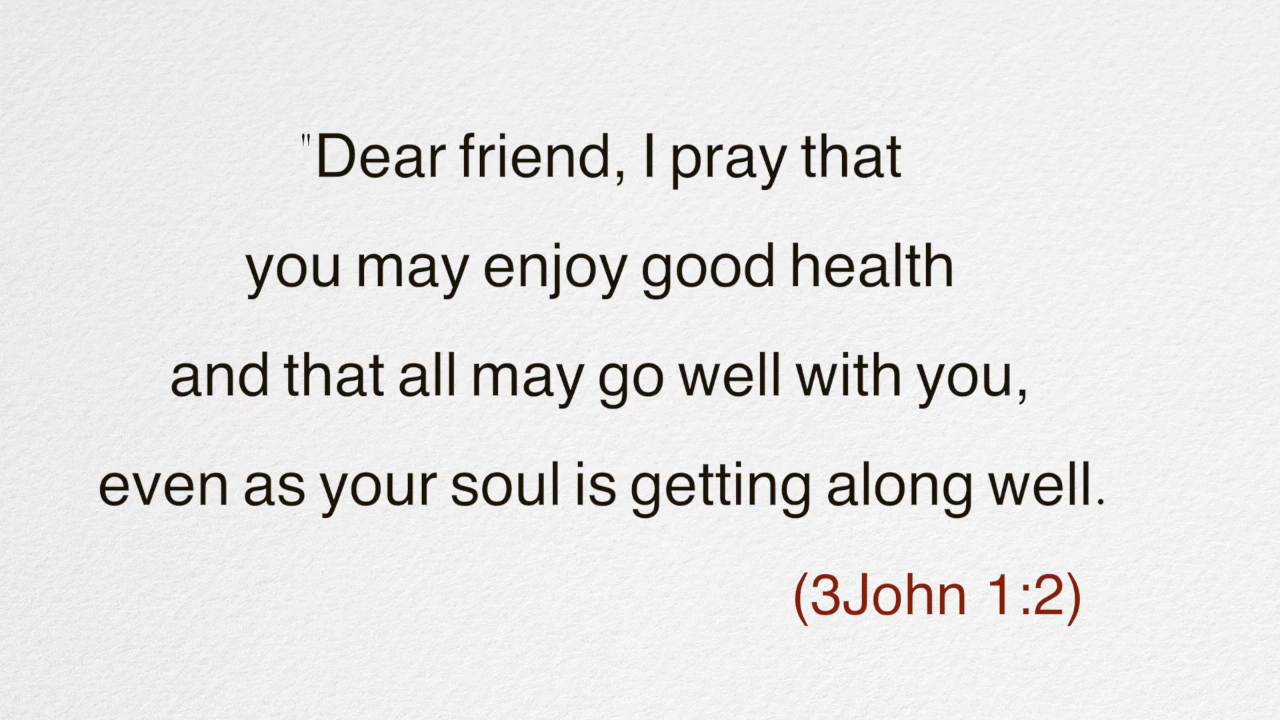 "Dear friend, I pray that
you may enjoy good health
and that all may go well with you,
even as your soul is getting along well.
(3John 1:2)